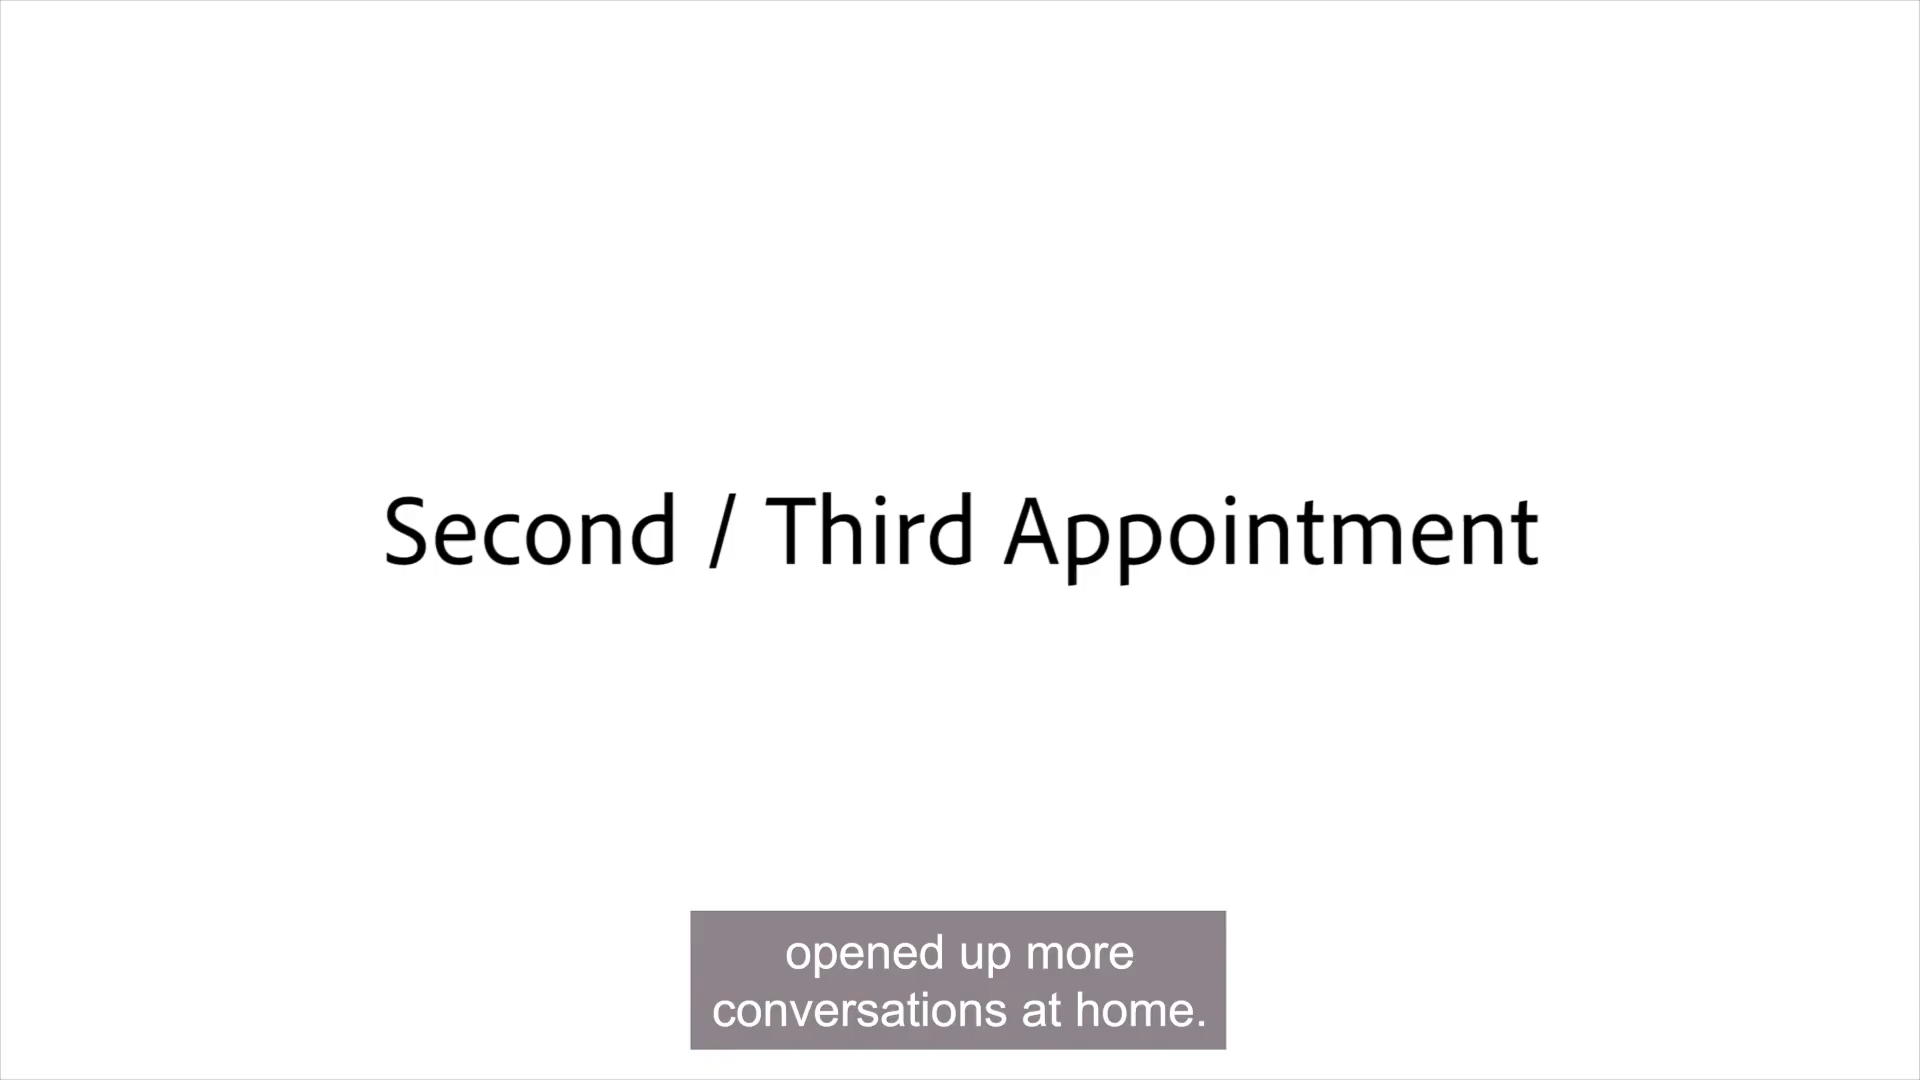 Second / Third Appointment
opened up more
conversations at home.